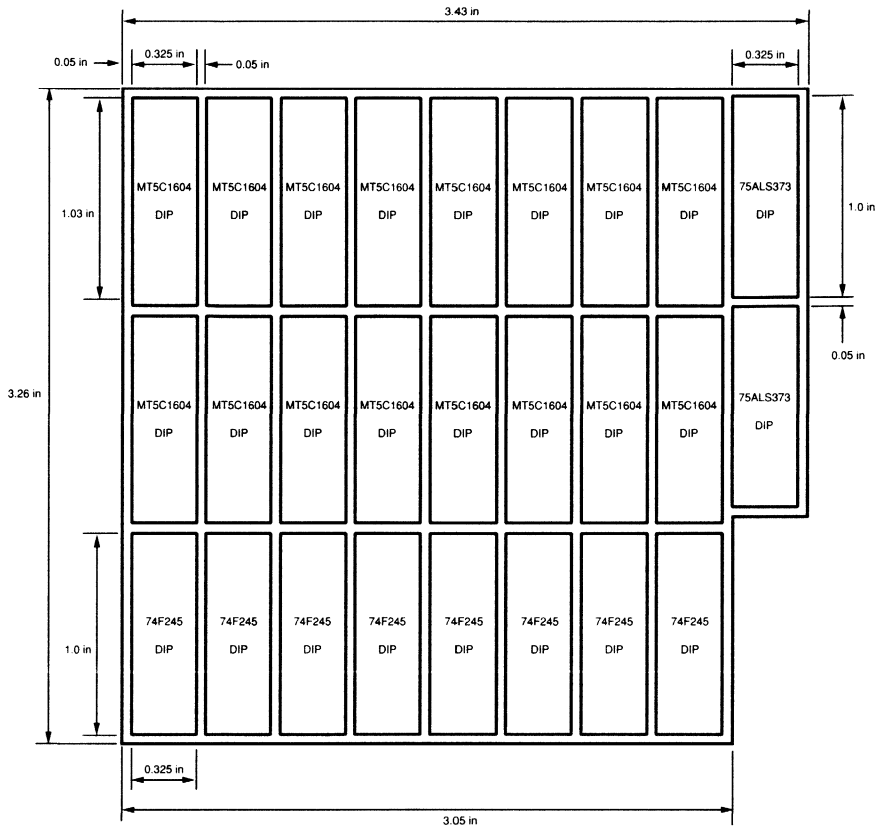 3.43 in
0.325 in
0.325 in
0.05 in
0.05 in
MT5C1604 MT5C1604 MT5C1604 MT5C1604 MT5C1604 MT5C1604 MT5C1604 MT5C1604 75ALS373
DIP DIP DIP DIP DIP DIP DIP DIP DIP
1.03 in
1.0 in
0.05 in
3.26 in
MT5C1604 MT5C1604 MT5C1604 MT5C1604 MT5C1604 MT5C1604 MT5C1604 MT5C1604 75ALS373
DIP DIP DIP DIP DIP DIP DIP DIP DIP
74F245 74F245 74F245 74F245 74F245 74F245 74F245 74F245
DIP DIP DIP DIP DIP DIP DIP DIP
1.0 in
0.325 in
3.05 in